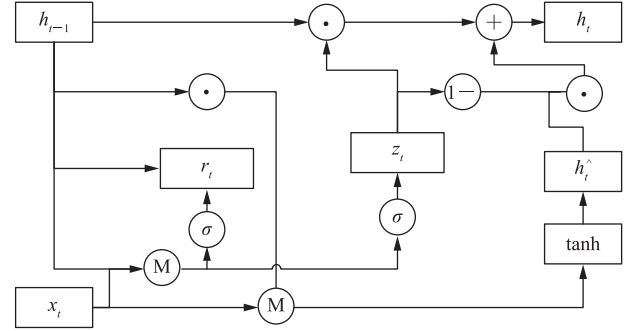 h_{t−1} · + h_t
· 1− ·
r_t z_t h_t^^
σ σ
M tanh
x_t M